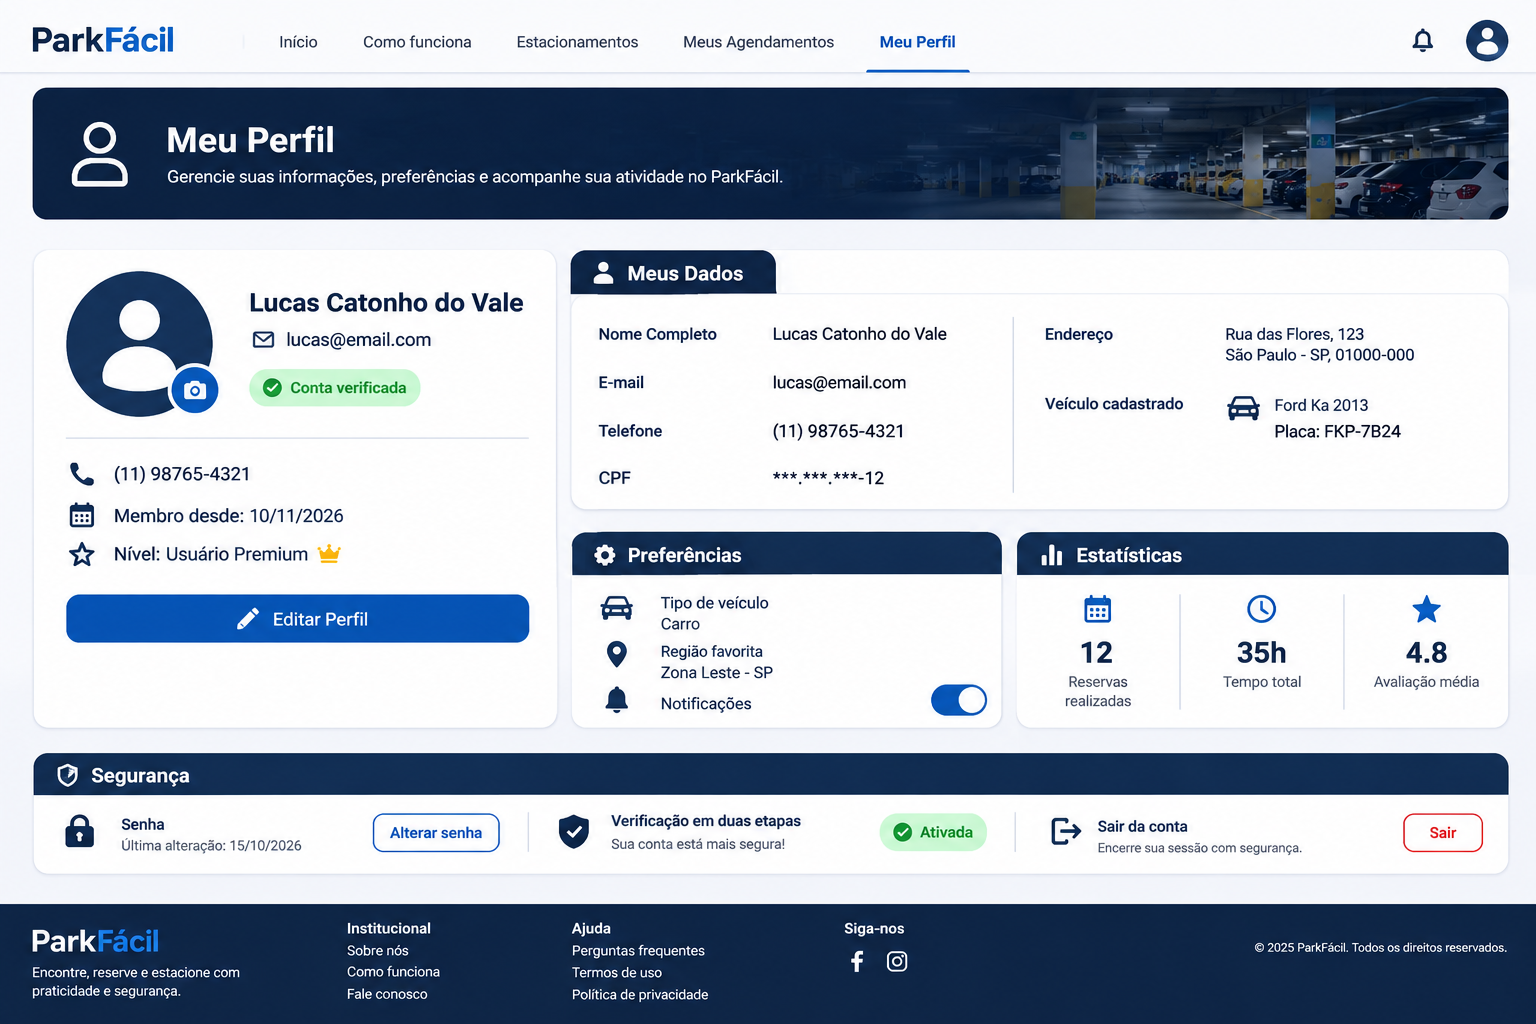 ParkFácil
Início
Como funciona
Estacionamentos
Meus Agendamentos
Meu Perfil
Meu Perfil
Gerencie suas informações, preferências e acompanhe sua atividade no ParkFácil.
Lucas Catonho do Vale
lucas@email.com
Conta verificada
(11) 98765-4321
Membro desde: 10/11/2026
Nível: Usuário Premium
Editar Perfil
Meus Dados
Nome Completo
Lucas Catonho do Vale
E-mail
lucas@email.com
Telefone
(11) 98765-4321
CPF
***.***.***-12
Endereço
Rua das Flores, 123
São Paulo - SP, 01000-000
Veículo cadastrado
Ford Ka 2013
Placa: FKP-7B24
Preferências
Tipo de veículo
Carro
Região favorita
Zona Leste - SP
Notificações
Estatísticas
12
Reservas
realizadas
35h
Tempo total
4.8
Avaliação média
Segurança
Senha
Última alteração: 15/10/2026
Alterar senha
Verificação em duas etapas
Sua conta está mais segura!
Ativada
Sair da conta
Encerre sua sessão com segurança.
Sair
ParkFácil
Encontre, reserve e estacione com
praticidade e segurança.
Institucional
Sobre nós
Como funciona
Fale conosco
Ajuda
Perguntas frequentes
Termos de uso
Política de privacidade
Siga-nos
© 2025 ParkFácil. Todos os direitos reservados.